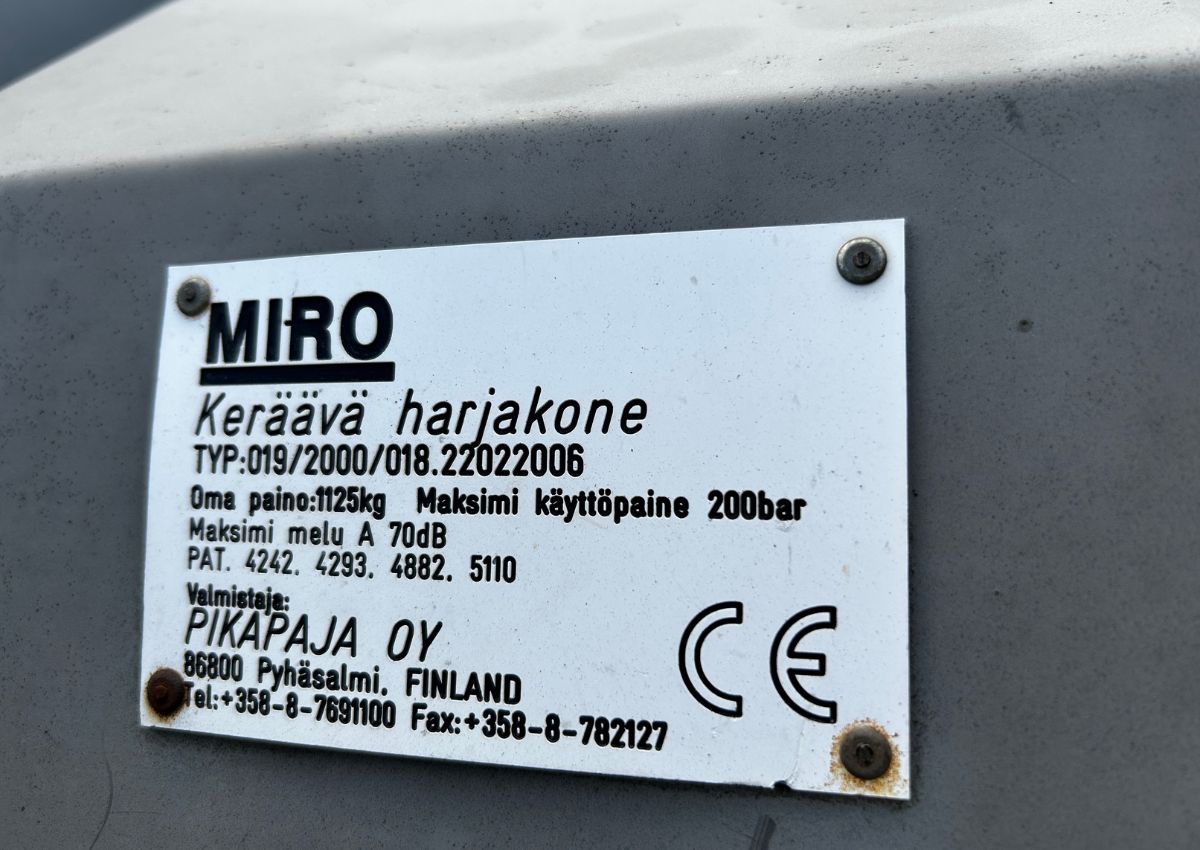 MIRO
Keräävä harjakone
TYP:019/2000/018.22022006
Oma paino:1125kg Maksimi käyttöpaine 200bar
Maksimi melu A 70dB
PAT. 4242. 4293. 4882. 5110
Valmistaja:
PIKAPAJA OY
86800 Pyhäsalmi. FINLAND
Tel:+358-8-7691100 Fax:+358-8-782127
CE